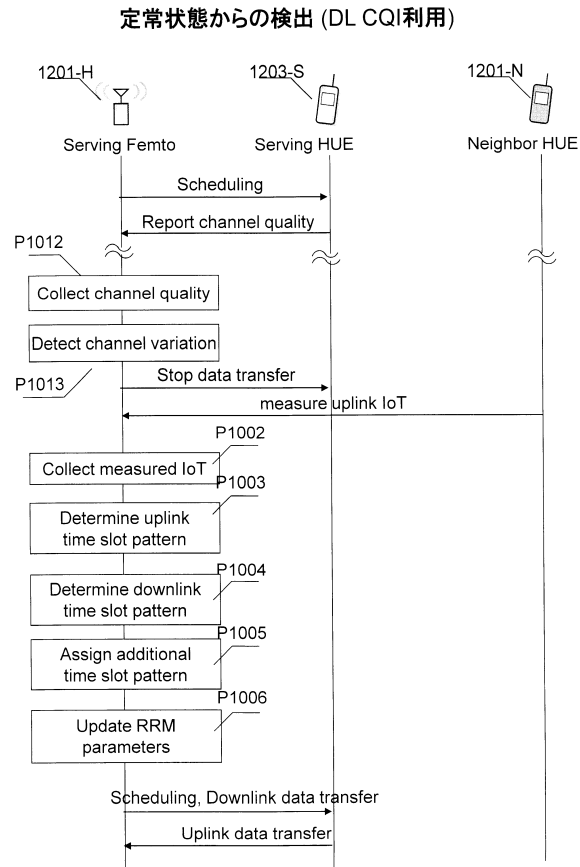 定常状態からの検出 (DL CQI利用)
1201-H
1203-S
1201-N
Serving Femto
Serving HUE
Neighbor HUE
Scheduling
Report channel quality
P1012
Collect channel quality
Detect channel variation
P1013
Stop data transfer
measure uplink IoT
P1002
Collect measured IoT
P1003
Determine uplink
time slot pattern
P1004
Determine downlink
time slot pattern
P1005
Assign additional
time slot pattern
P1006
Update RRM
parameters
Scheduling, Downlink data transfer
Uplink data transfer